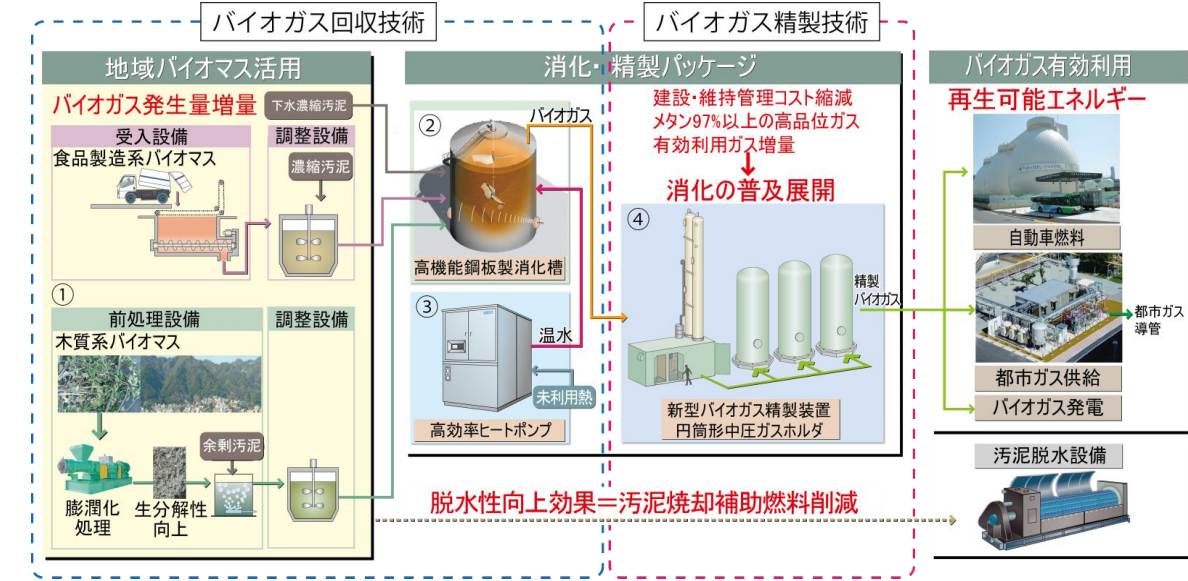 バイオガス回収技術
バイオガス精製技術
地域バイオマス活用
バイオガス発生量増量
下水濃縮汚泥
受入設備
食品製造系バイオマス
調整設備
濃縮汚泥
①
前処理設備
木質系バイオマス
調整設備
余剰汚泥
膨潤化
処理
生分解性
向上
消化・精製パッケージ
②
バイオガス
高機能鋼板製消化槽
③
温水
未利用熱
高効率ヒートポンプ
建設・維持管理コスト縮減
メタン97%以上の高品位ガス
有効利用ガス増量
消化の普及展開
④
新型バイオガス精製装置
円筒形中圧ガスホルダ
精製
バイオガス
バイオガス有効利用
再生可能エネルギー
自動車燃料
都市ガス
導管
都市ガス供給
バイオガス発電
汚泥脱水設備
脱水性向上効果＝汚泥焼却補助燃料削減